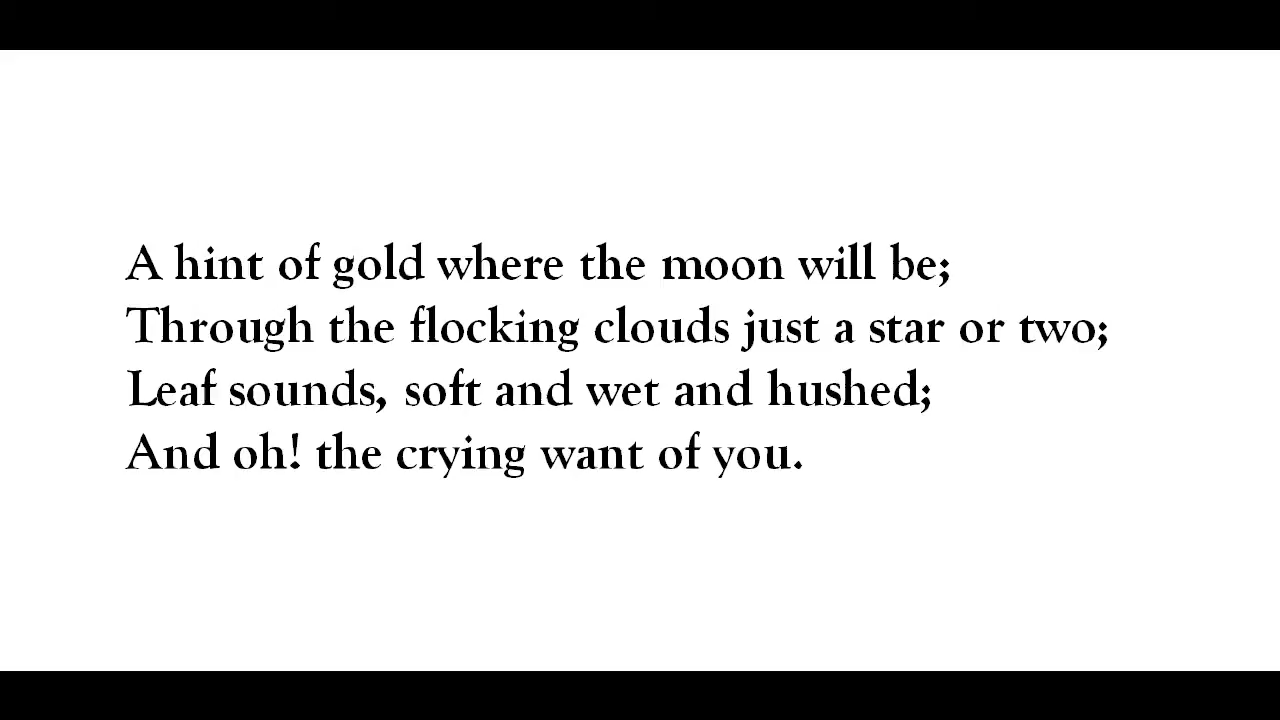 A hint of gold where the moon will be;
Through the flocking clouds just a star or two;
Leaf sounds, soft and wet and hushed;
And oh! the crying want of you.